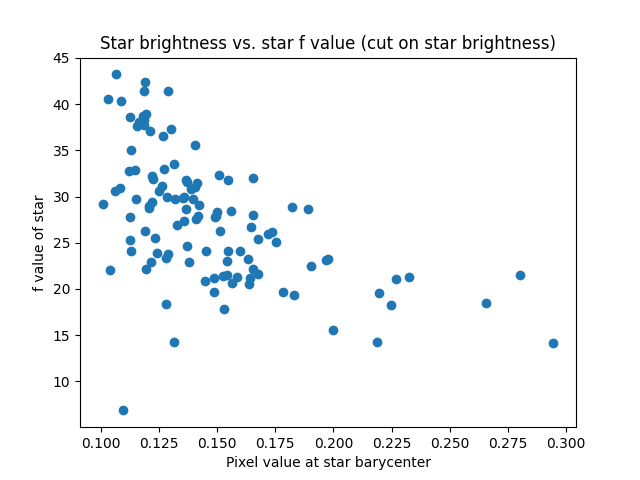 Star brightness vs. star f value (cut on star brightness)
45
40
35
30
25
20
15
10
f value of star
0.100 0.125 0.150 0.175 0.200 0.225 0.250 0.275 0.300
Pixel value at star barycenter